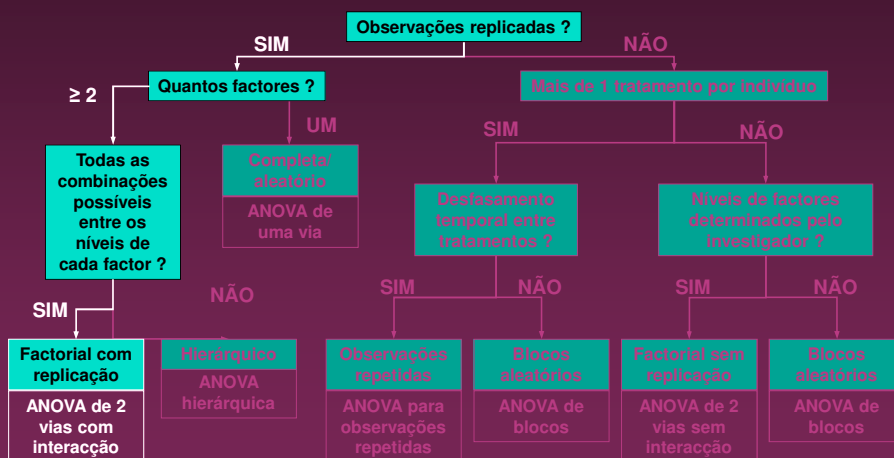 Observações replicadas ?
SIM
NÃO
Quantos factores ?
Mais de 1 tratamento por indivíduo
≥ 2
UM
SIM
NÃO
Todas as
combinações
possíveis
entre os
níveis de
cada factor ?
Completa/
aleatório
ANOVA de
uma via
Desfasamento
temporal entre
tratamentos ?
Níveis de factores
determinados pelo
investigador ?
SIM
NÃO
SIM
NÃO
SIM
NÃO
Factorial com
replicação
ANOVA de 2
vias com
interacção
Hierárquico
ANOVA
hierárquica
Observações
repetidas
ANOVA para
observações
repetidas
Blocos
aleatórios
ANOVA de
blocos
Factorial sem
replicação
ANOVA de 2
vias sem
interacção
Blocos
aleatórios
ANOVA de
blocos